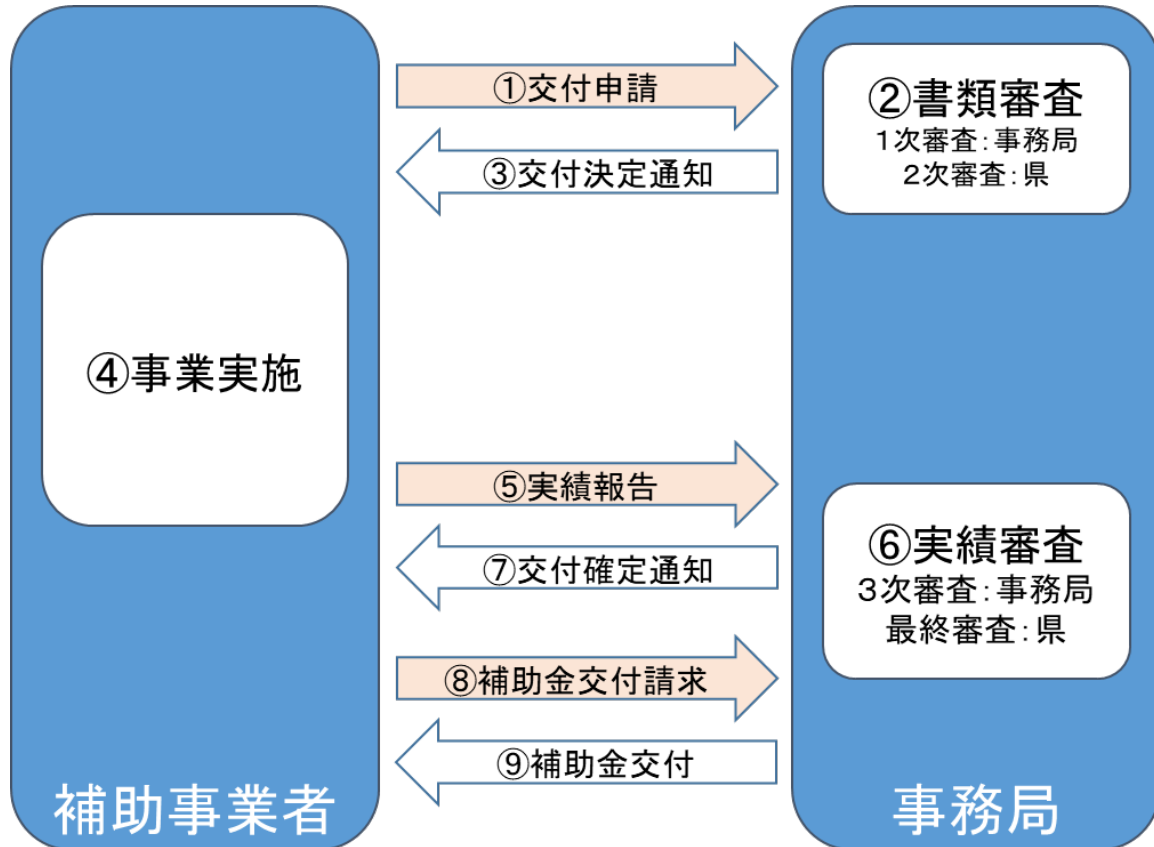 ①交付申請
②書類審査
1次審査：事務局
2次審査：県
③交付決定通知
④事業実施
⑤実績報告
⑥実績審査
3次審査：事務局
最終審査：県
⑦交付確定通知
⑧補助金交付請求
⑨補助金交付
補助事業者
事務局